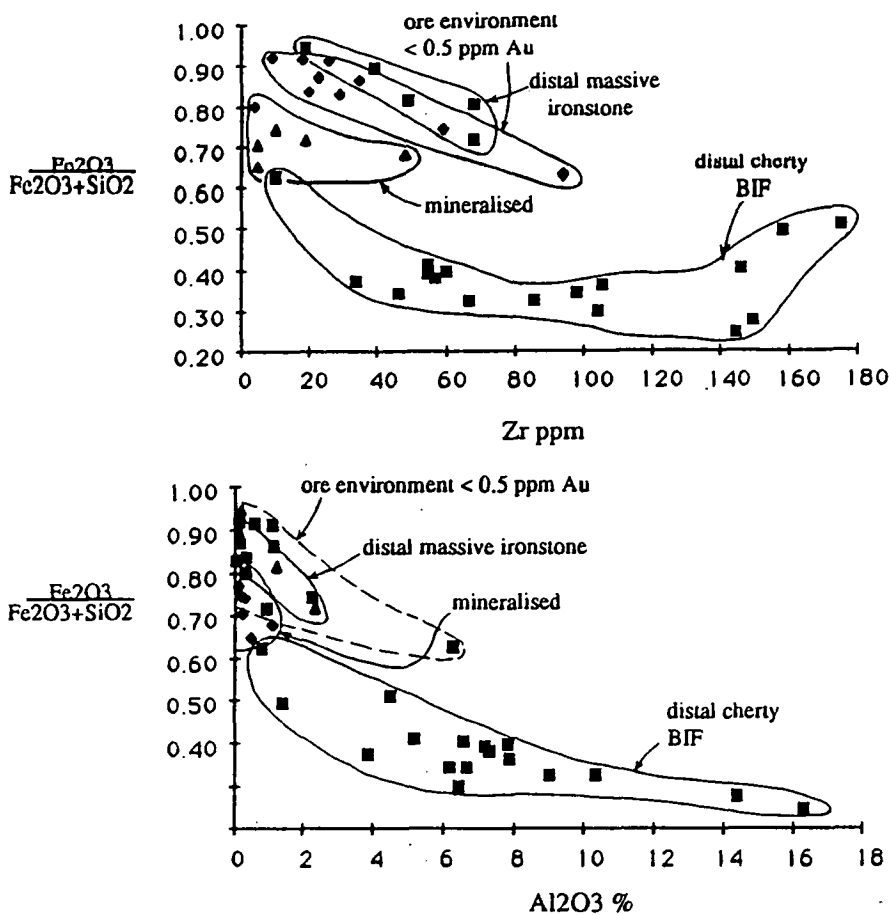 ore environment
< 0.5 ppm Au
distal massive
ironstone
distal cherty
BIF
mineralised
1.00
0.90
0.80
0.70
0.60
0.50
0.40
0.30
0.20
Fe2O3
Fe2O3+SiO2
0 20 40 60 80 100 120 140 160 180
Zr ppm
ore environment < 0.5 ppm Au
distal massive ironstone
mineralised
distal cherty
BIF
1.00
0.90
0.80
0.70
0.60
0.50
0.40
Fe2O3
Fe2O3+SiO2
0 2 4 6 8 10 12 14 16 18
Al2O3 %